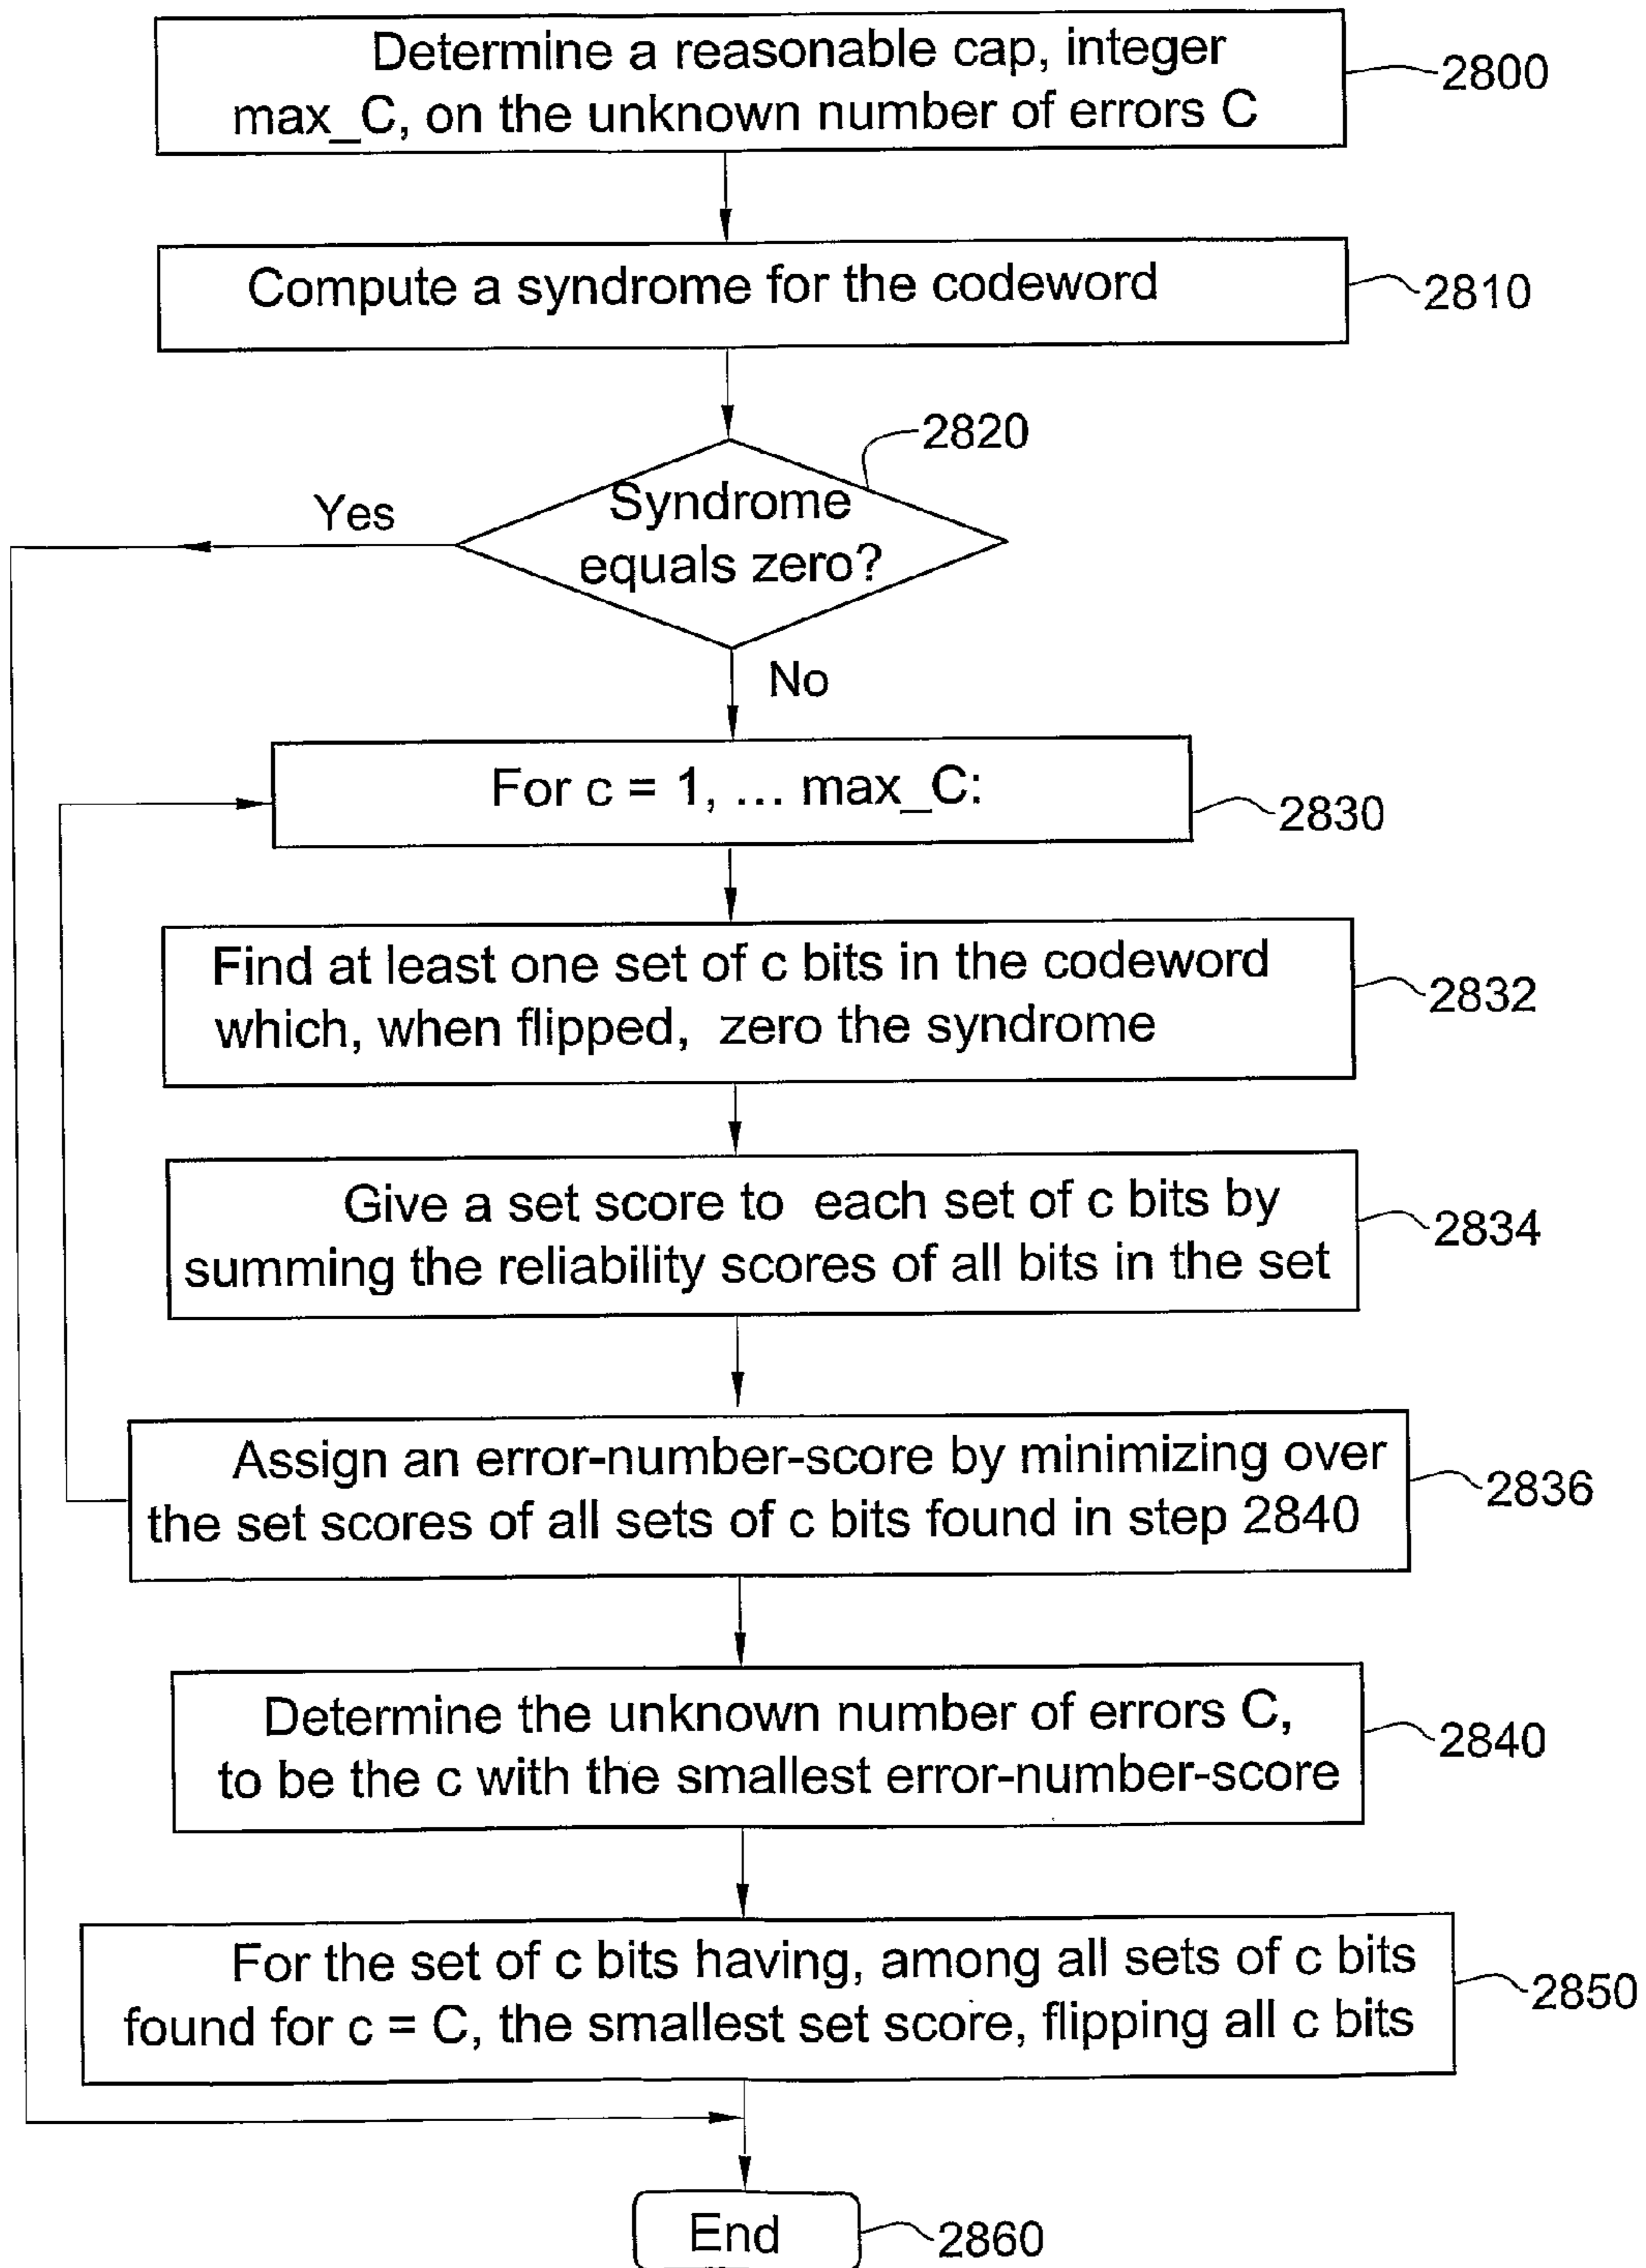 Determine a reasonable cap, integer
max_C, on the unknown number of errors C
2800
Compute a syndrome for the codeword
2810
2820
Syndrome
equals zero?
Yes
No
For c = 1, ... max_C:
2830
Find at least one set of c bits in the codeword
which, when flipped, zero the syndrome
2832
Give a set score to each set of c bits by
summing the reliability scores of all bits in the set
2834
Assign an error-number-score by minimizing over
the set scores of all sets of c bits found in step 2840
2836
Determine the unknown number of errors C,
to be the c with the smallest error-number-score
2840
For the set of c bits having, among all sets of c bits
found for c = C, the smallest set score, flipping all c bits
2850
End
2860